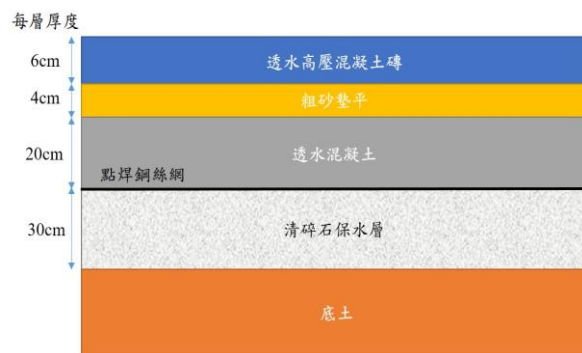 每層厚度
6cm
透水高壓混凝土磚
4cm
粗砂墊平
20cm
透水混凝土
點焊鋼絲網
30cm
清碎石保水層
底土